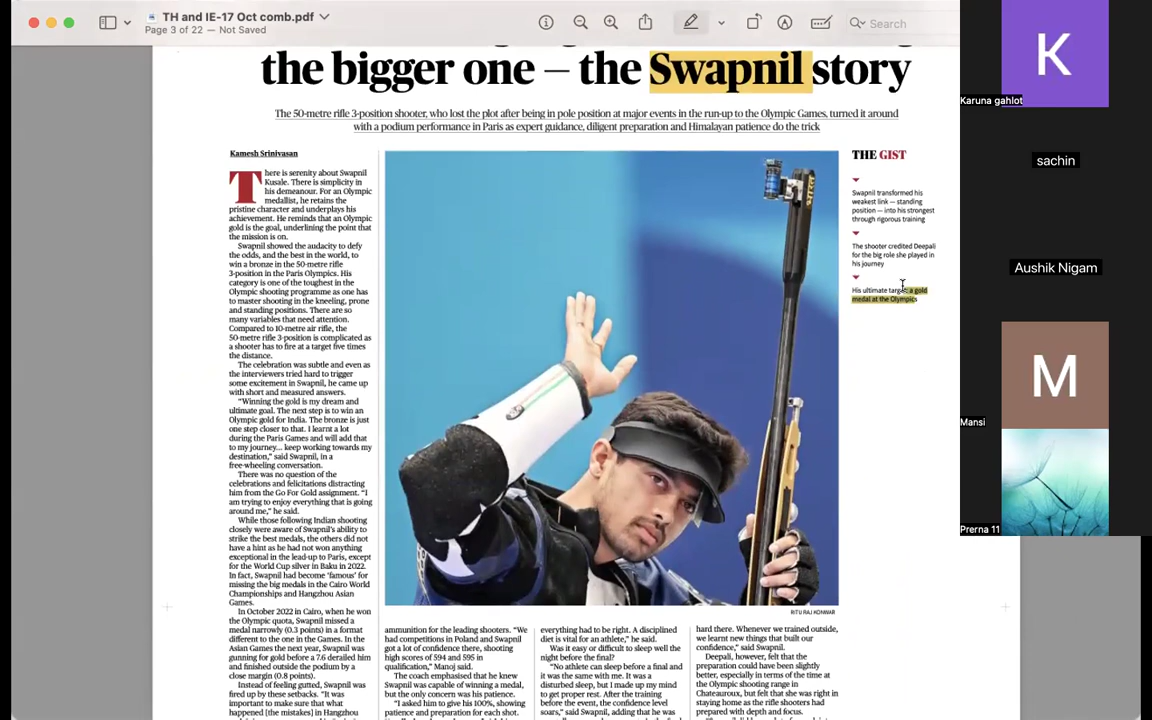 TH and IE-17 Oct comb.pdf
Page 3 of 22 — Not Saved
Search
the bigger one — the Swapnil story
The 50-metre rifle 3-position shooter, who lost the plot after being in pole position at major events in the run-up to the Olympic Games, turned it around
with a podium performance in Paris as expert guidance, diligent preparation and Himalayan patience do the trick
Kamesh Srinivasan
There is serenity about Swapnil
Kusale. There is simplicity in
his demeanour. For an Olympic
medallist, he retains the
pristine character and underplays his
achievement. He reminds that an Olympic
gold is the goal, underlining the point that
the mission is on.
Swapnil showed the audacity to defy
the odds, and the best in the world, to
win a bronze in the 50-metre rifle
3-position in the Paris Olympics. His
category is one of the toughest in the
Olympic shooting programme as one has
to master shooting in the kneeling, prone
and standing positions. There are so
many variables that need attention.
Compared to 10-metre air rifle, the
50-metre rifle 3-position is complicated as
a shooter has to fire at a target five times
the distance.
The celebration was subtle and even as
the interviewers tried hard to trigger
some excitement in Swapnil, he came up
with short and measured answers.
"Winning the gold is my dream and
ultimate goal. The next step is to win an
Olympic gold for India. The bronze is just
one step closer to that. I learnt a lot
during the Paris Games and will add that
to my journey... keep working towards my
destination," said Swapnil, in a
free-wheeling conversation.
There was no question of the
celebrations and felicitations distracting
him from the Go For Gold assignment. "I
am trying to enjoy everything that is going
around me," he said.
While those following Indian shooting
closely were aware of Swapnil's ability to
strike the best medals, the others did not
have a hint as he had not won anything
exceptional in the lead-up to Paris, except
for the World Cup silver in Baku in 2022.
In fact, Swapnil had become 'famous' for
missing the big medals in the Cairo World
Championships and Hangzhou Asian
Games.
In October 2022 in Cairo, when he won
the Olympic quota, Swapnil missed a
medal narrowly (0.3 points) in a format
different to the one in the Games. In the
Asian Games the next year, Swapnil was
gunning for gold before a 7.6 derailed him
and finished outside the podium by a
close margin (0.8 points).
Instead of feeling gutted, Swapnil was
fired up by these setbacks. "It was
important to make sure that what
happened [the mistakes] in Hangzhou
RITU RAJ KONWAR
ammunition for the leading shooters. "We
had competitions in Poland and Swapnil
got a lot of confidence there, shooting
high scores of 594 and 595 in
qualification," Manoj said.
The coach emphasised that he knew
Swapnil was capable of winning a medal,
but the only concern was his patience.
"I asked him to give his 100%, showing
patience and preparation for each shot.
everything had to be right. A disciplined
diet is vital for an athlete," he said.
Was it easy or difficult to sleep well the
night before the final?
"No athlete can sleep before a final and
it was the same with me. It was a
disturbed sleep, but I made up my mind
to get proper rest. After the training
before the event, the confidence level
soars," said Swapnil, adding that he was
hard there. Whenever we trained outside,
we learnt new things that built our
confidence," said Swapnil.
Deepali, however, felt that the
preparation could have been slightly
better, especially in terms of the time at
the Olympic shooting range in
Chateauroux, but felt that she was right in
staying home as the rifle shooters had
prepared with depth and focus.
THE GIST
Swapnil transformed his
weakest link — standing
position — into his strongest
through rigorous training
The shooter credited Deepali
for the big role she played in
his journey
His ultimate target: a gold
medal at the Olympics
K
Karuna gahlot
sachin
Aushik Nigam
M
Mansi
Prerna 11